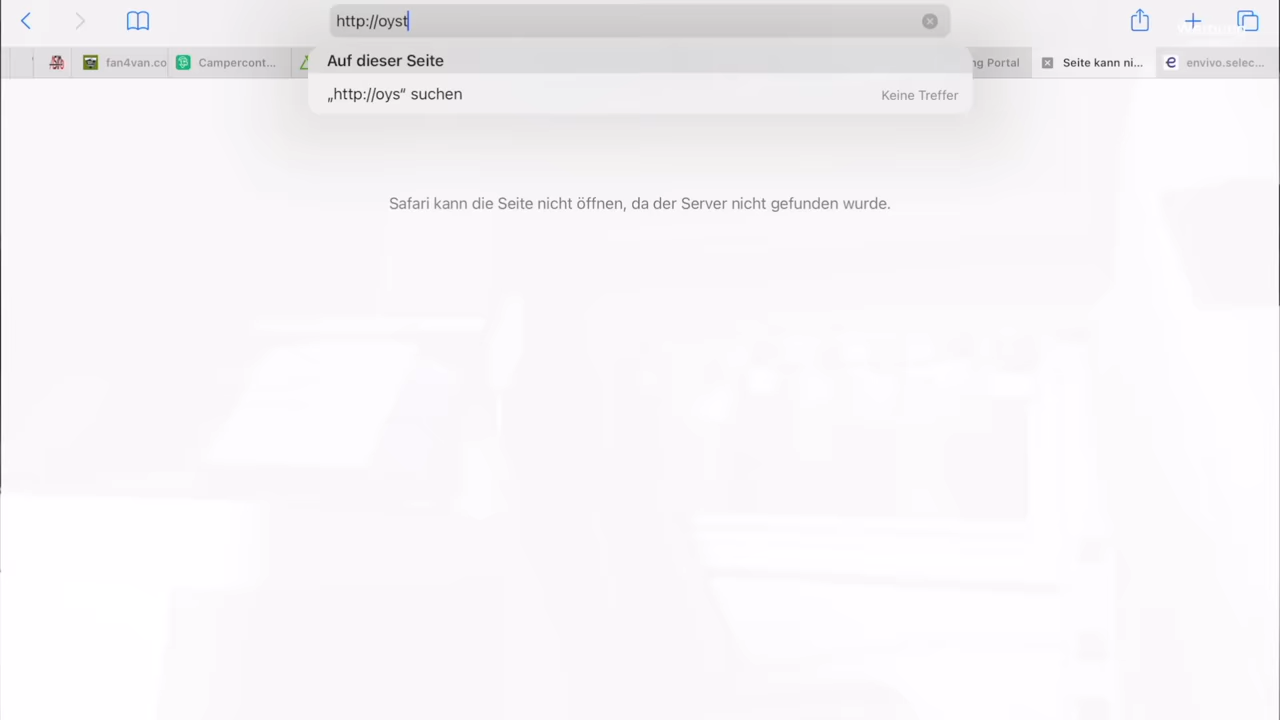 http://oyst
fan4van.co
Campercont...
ng Portal
Seite kann ni...
envivo.selec...
Auf dieser Seite
„http://oys“ suchen
Keine Treffer
Safari kann die Seite nicht öffnen, da der Server nicht gefunden wurde.